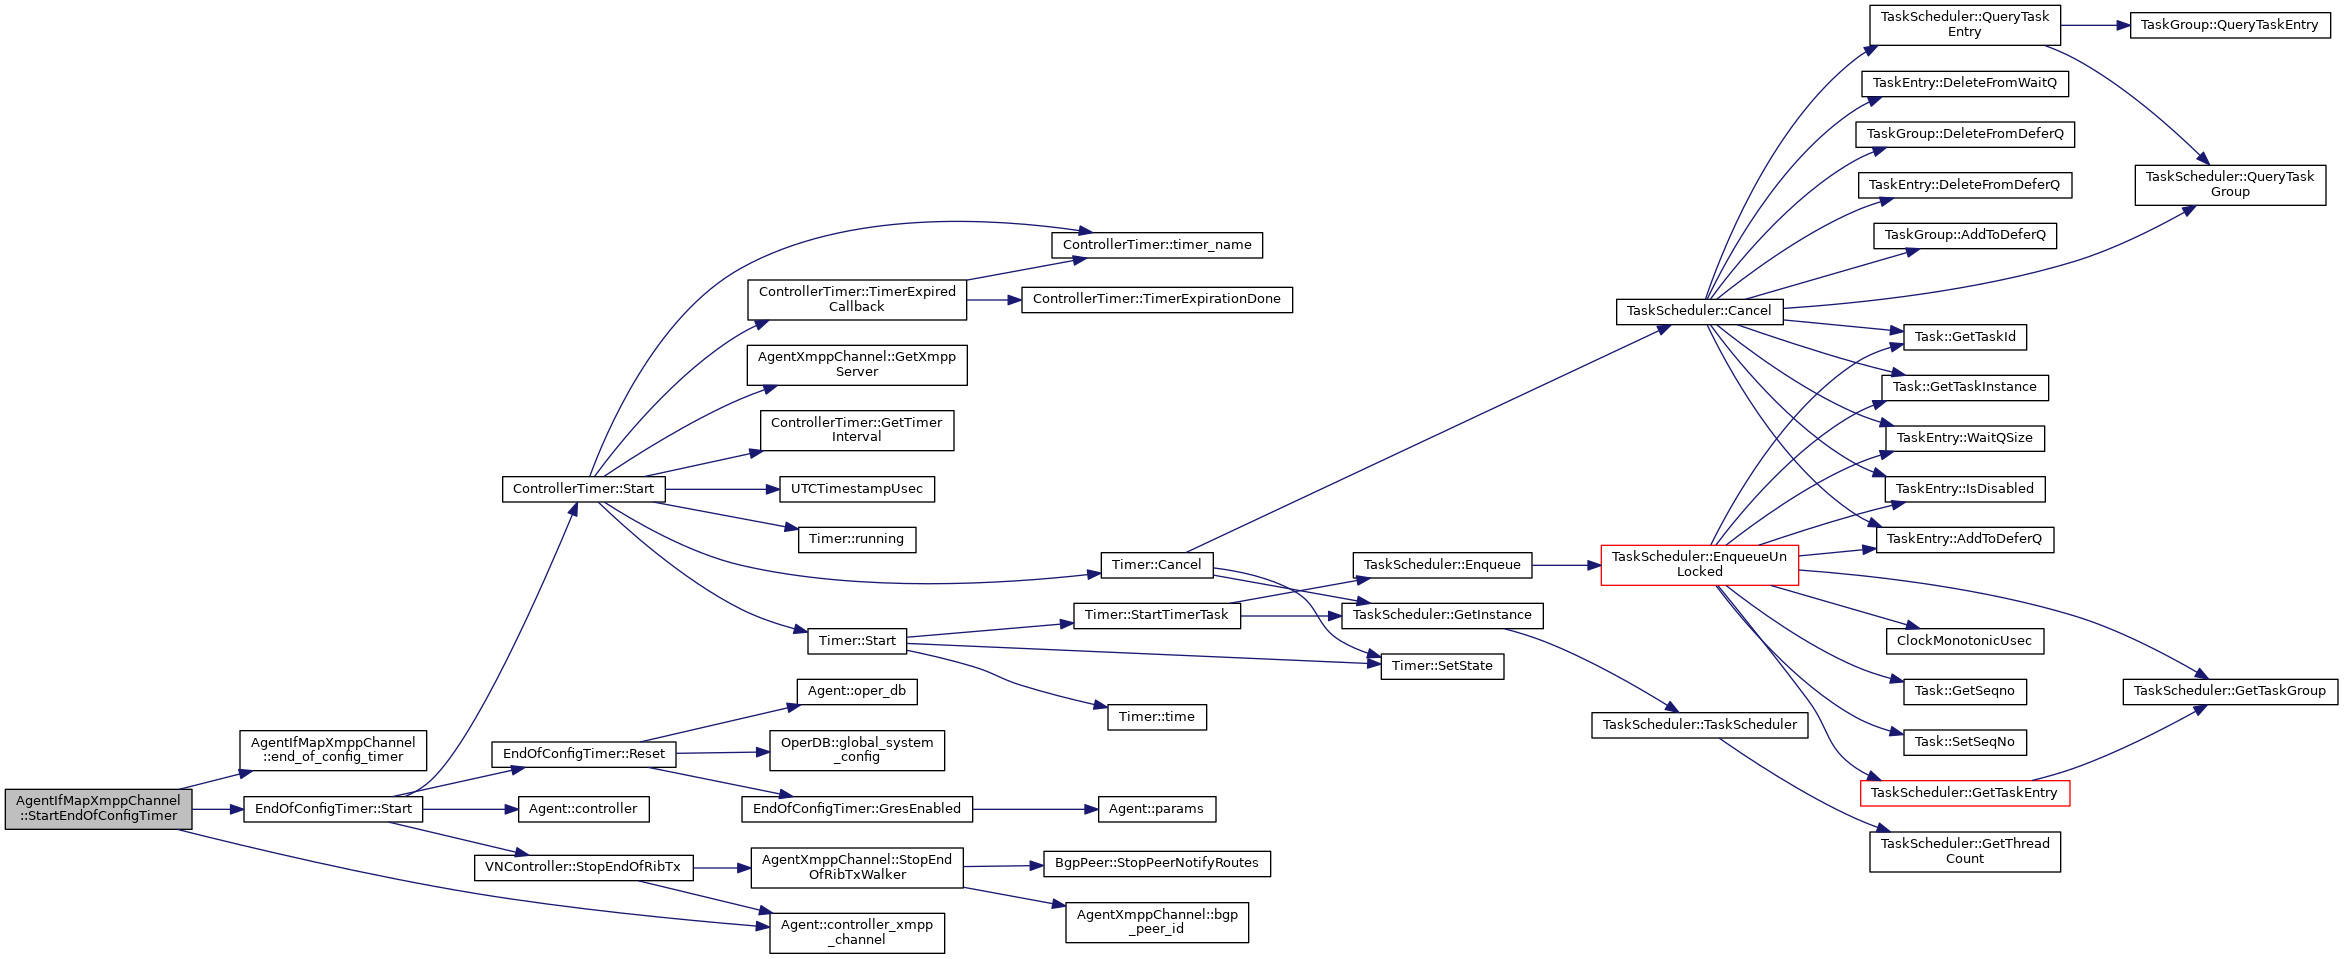 AgentIfMapXmppChannel
::StartEndOfConfigTimer
AgentIfMapXmppChannel
::end_of_config_timer
EndOfConfigTimer::Start
ControllerTimer::Start
EndOfConfigTimer::Reset
Agent::controller
VNController::StopEndOfRibTx
ControllerTimer::TimerExpired
Callback
AgentXmppChannel::GetXmpp
Server
ControllerTimer::GetTimer
Interval
UTCTimestampUsec
Timer::running
Timer::Start
Agent::oper_db
OperDB::global_system
_config
EndOfConfigTimer::GresEnabled
AgentXmppChannel::StopEnd
OfRibTxWalker
Agent::controller_xmpp
_channel
ControllerTimer::timer_name
ControllerTimer::TimerExpirationDone
Timer::Cancel
Timer::StartTimerTask
Timer::time
Agent::params
BgpPeer::StopPeerNotifyRoutes
AgentXmppChannel::bgp
_peer_id
TaskScheduler::Enqueue
TaskScheduler::GetInstance
Timer::SetState
TaskScheduler::Cancel
TaskScheduler::EnqueueUn
Locked
TaskScheduler::TaskScheduler
TaskScheduler::QueryTask
Entry
TaskEntry::DeleteFromWaitQ
TaskGroup::DeleteFromDeferQ
TaskEntry::DeleteFromDeferQ
TaskGroup::AddToDeferQ
Task::GetTaskId
Task::GetTaskInstance
TaskEntry::WaitQSize
TaskEntry::IsDisabled
TaskEntry::AddToDeferQ
ClockMonotonicUsec
Task::GetSeqno
Task::SetSeqNo
TaskScheduler::GetTaskEntry
TaskScheduler::GetThread
Count
TaskGroup::QueryTaskEntry
TaskScheduler::QueryTask
Group
TaskScheduler::GetTaskGroup